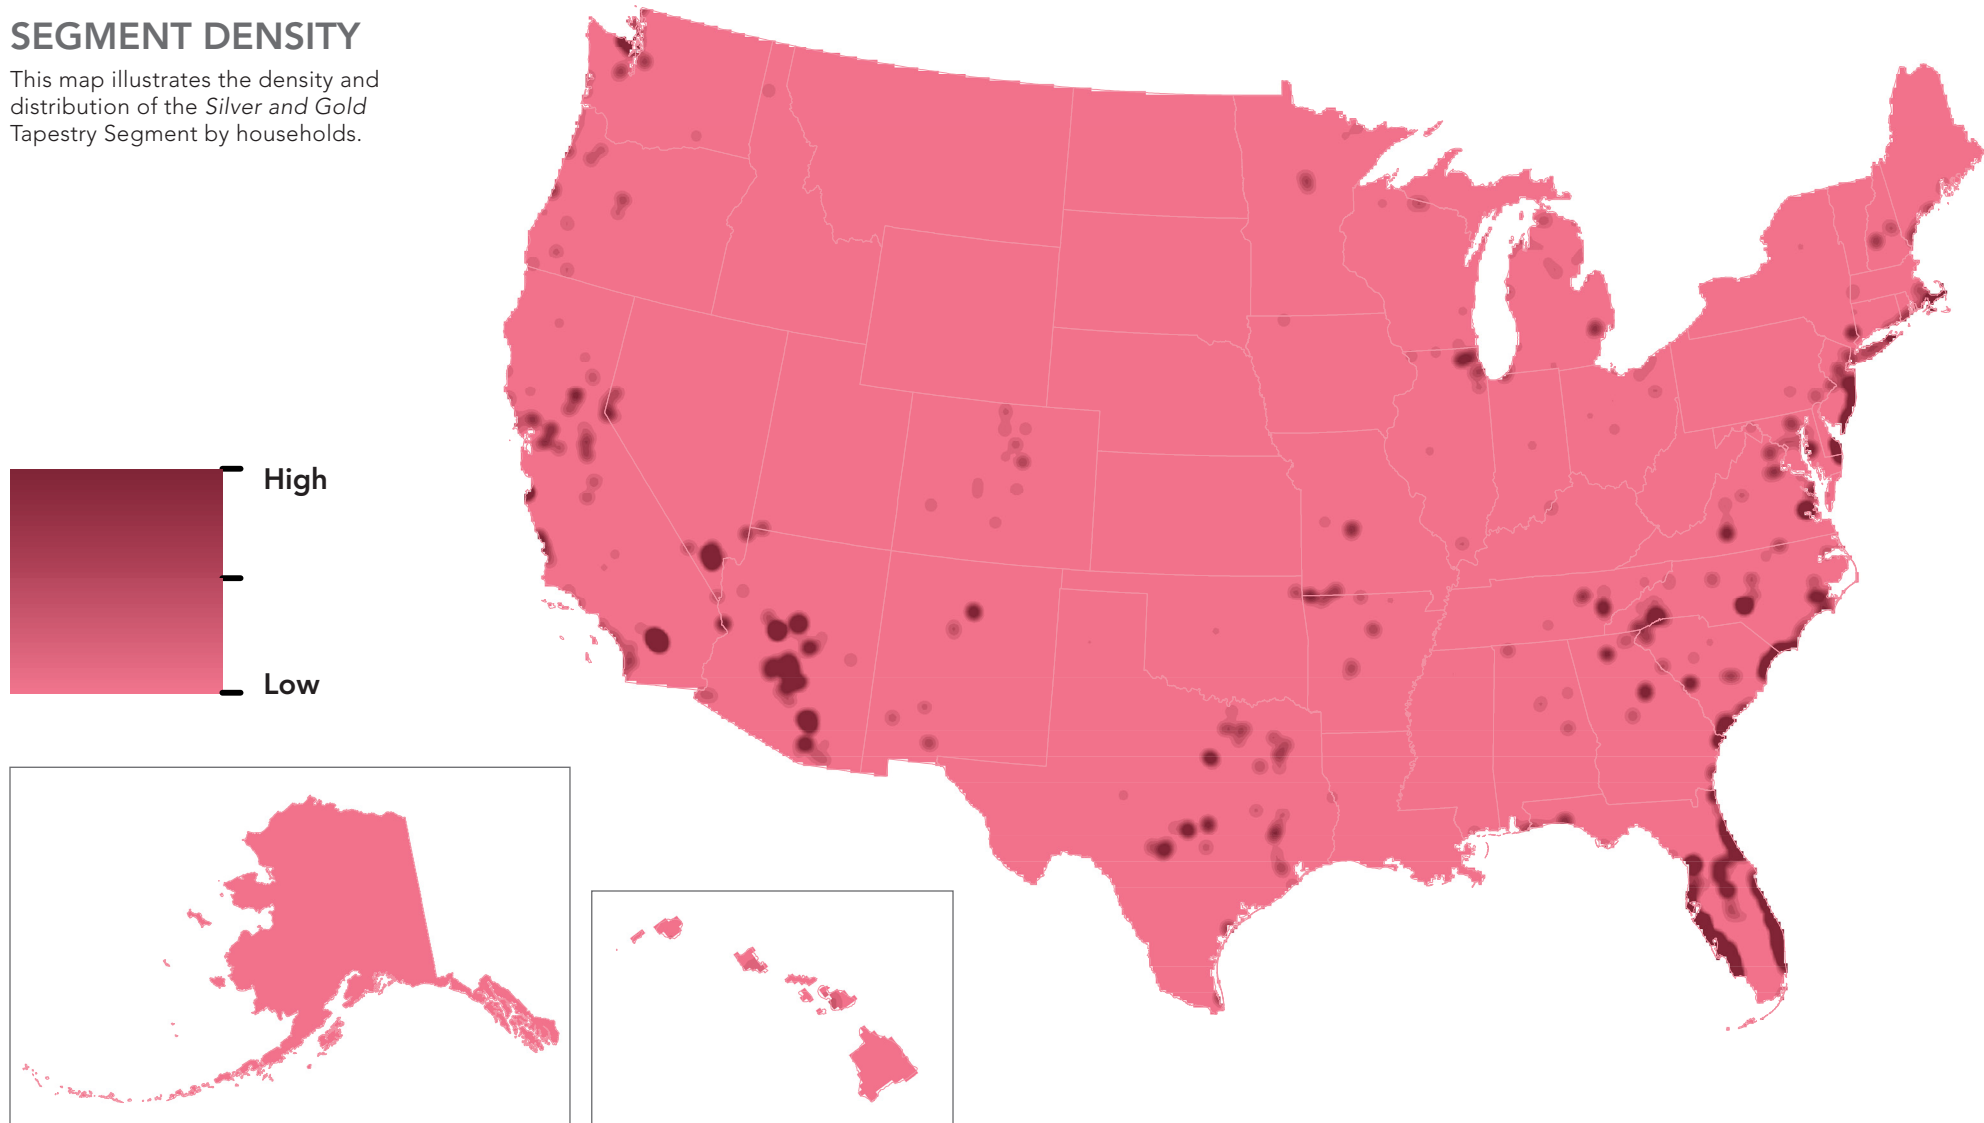 SEGMENT DENSITY
This map illustrates the density and
distribution of the Silver and Gold
Tapestry Segment by households.
High
Low